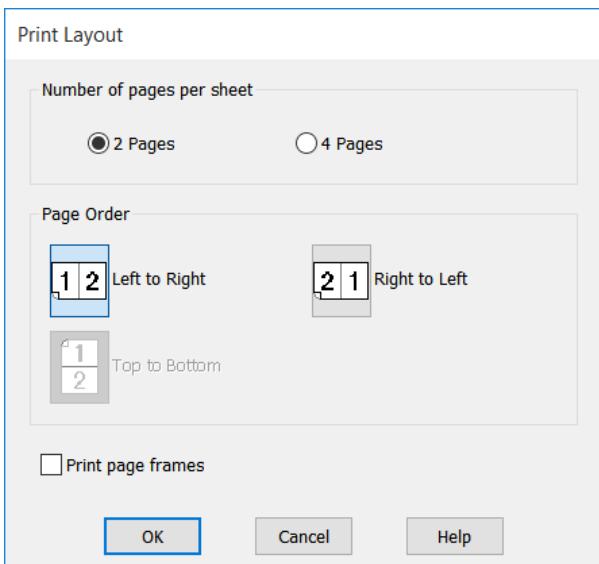 Print Layout
Number of pages per sheet
2 Pages 4 Pages
Page Order
1 2 Left to Right 2 1 Right to Left
1
2 Top to Bottom
Print page frames
OK Cancel Help